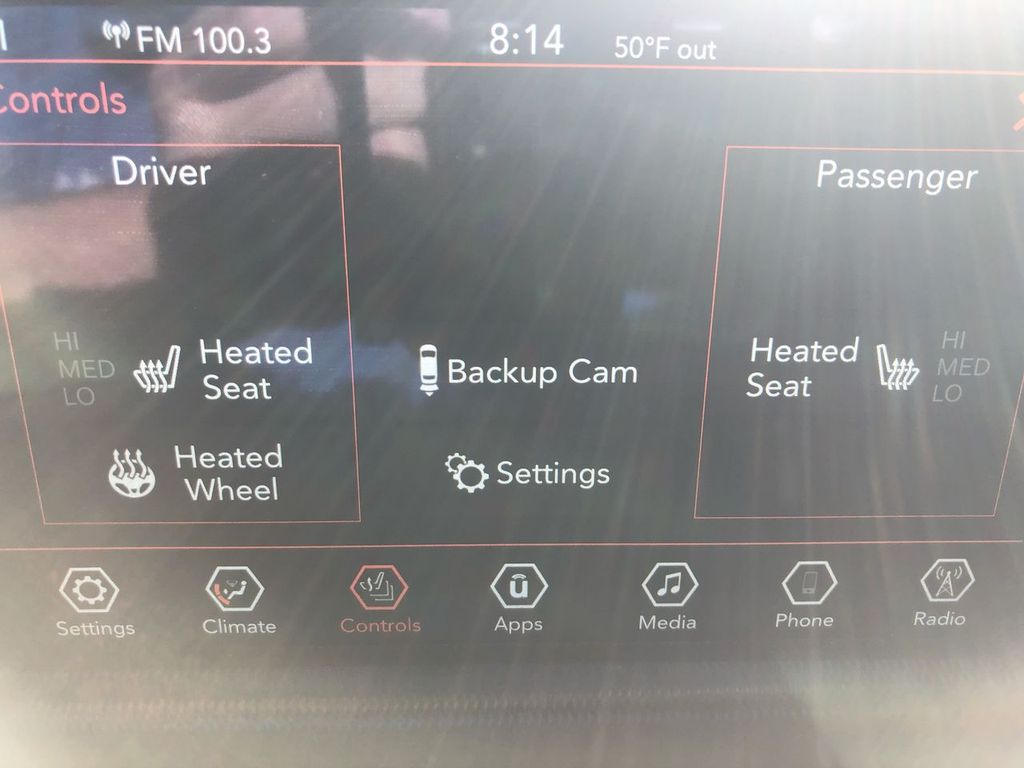 FM 100.3 8:14 50°F out
Controls
Driver
Passenger
HI
MED
LO
Heated
Seat
Heated
Wheel
Backup Cam
Settings
Heated
Seat
HI
MED
LO
Settings Climate Controls Apps Media Phone Radio